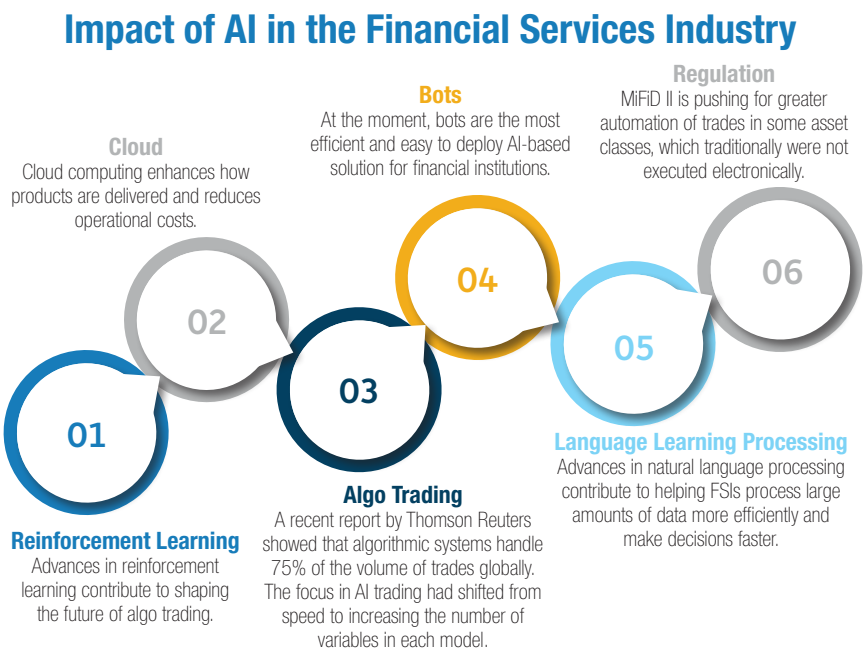 Impact of AI in the Financial Services Industry
01
Reinforcement Learning
Advances in reinforcement
learning contribute to shaping
the future of algo trading.
Cloud
Cloud computing enhances how
products are delivered and reduces
operational costs.
02
03
Algo Trading
A recent report by Thomson Reuters
showed that algorithmic systems handle
75% of the volume of trades globally.
The focus in AI trading had shifted from
speed to increasing the number of
variables in each model.
Bots
At the moment, bots are the most
efficient and easy to deploy AI-based
solution for financial institutions.
04
05
Language Learning Processing
Advances in natural language processing
contribute to helping FSIs process large
amounts of data more efficiently and
make decisions faster.
Regulation
MiFiD II is pushing for greater
automation of trades in some asset
classes, which traditionally were not
executed electronically.
06